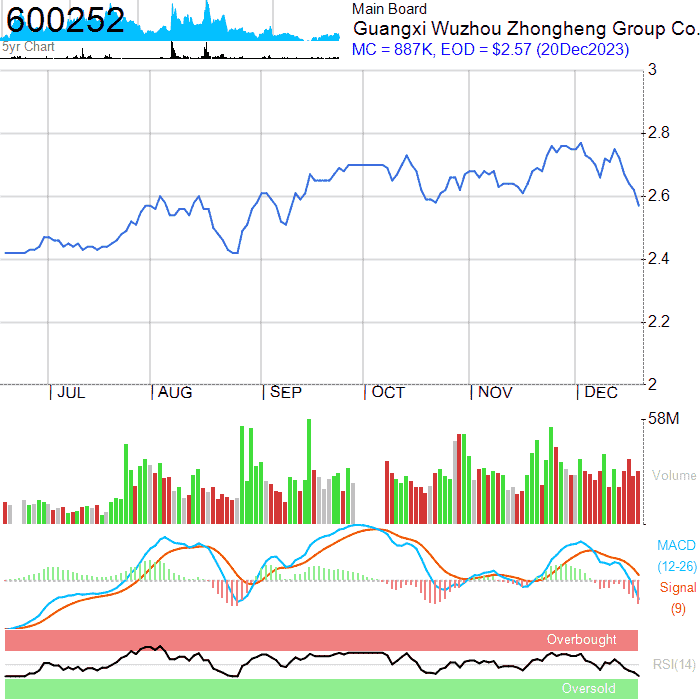 600252
5yr Chart
Main Board
Guangxi Wuzhou Zhongheng Group Co.
MC = 887K, EOD = $2.57 (20Dec2023)
3
2.8
2.6
2.4
2.2
2
JUL AUG SEP OCT NOV DEC
58M
Volume
MACD
(12-26)
Signal
(9)
Overbought
RSI(14)
Oversold